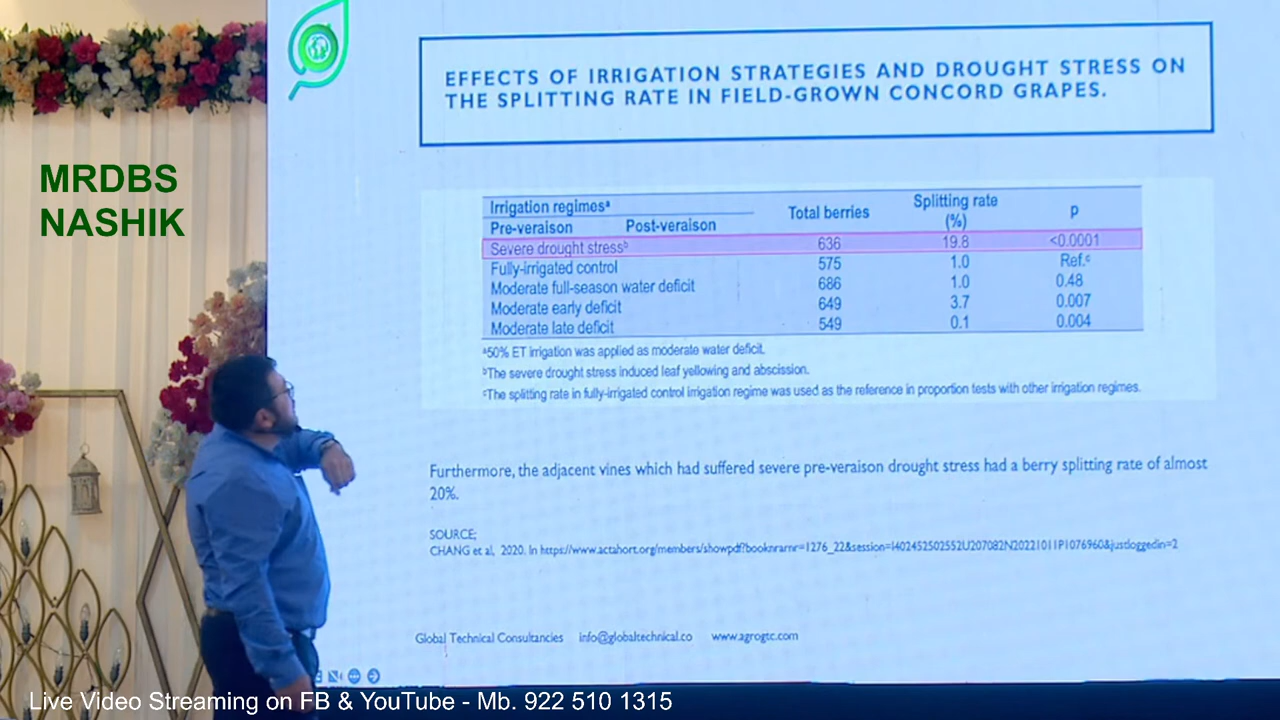 MRDBS
NASHIK
EFFECTS OF IRRIGATION STRATEGIES AND DROUGHT STRESS ON
THE SPLITTING RATE IN FIELD-GROWN CONCORD GRAPES.
Irrigation regimesᵃ Total berries Splitting rate (%) p
Pre-veraison Post-veraison
Severe drought stressᵇ 636 19.8 <0.0001
Fully-irrigated control 575 1.0 Ref.ᶜ
Moderate full-season water deficit 686 1.0 0.48
Moderate early deficit 649 3.7 0.007
Moderate late deficit 549 0.1 0.004
ᵃ50% ET irrigation was applied as moderate water deficit.
ᵇThe severe drought stress induced leaf yellowing and abscission.
ᶜThe splitting rate in fully-irrigated control irrigation regime was used as the reference in proportion tests with other irrigation regimes.
Furthermore, the adjacent vines which had suffered severe pre-veraison drought stress had a berry splitting rate of almost
20%.
SOURCE;
CHANG et al, 2020. In
Global Technical Consultancies info@globaltechnical.co www.agrogtc.com
Live Video Streaming on FB & YouTube - Mb. 922 510 1315